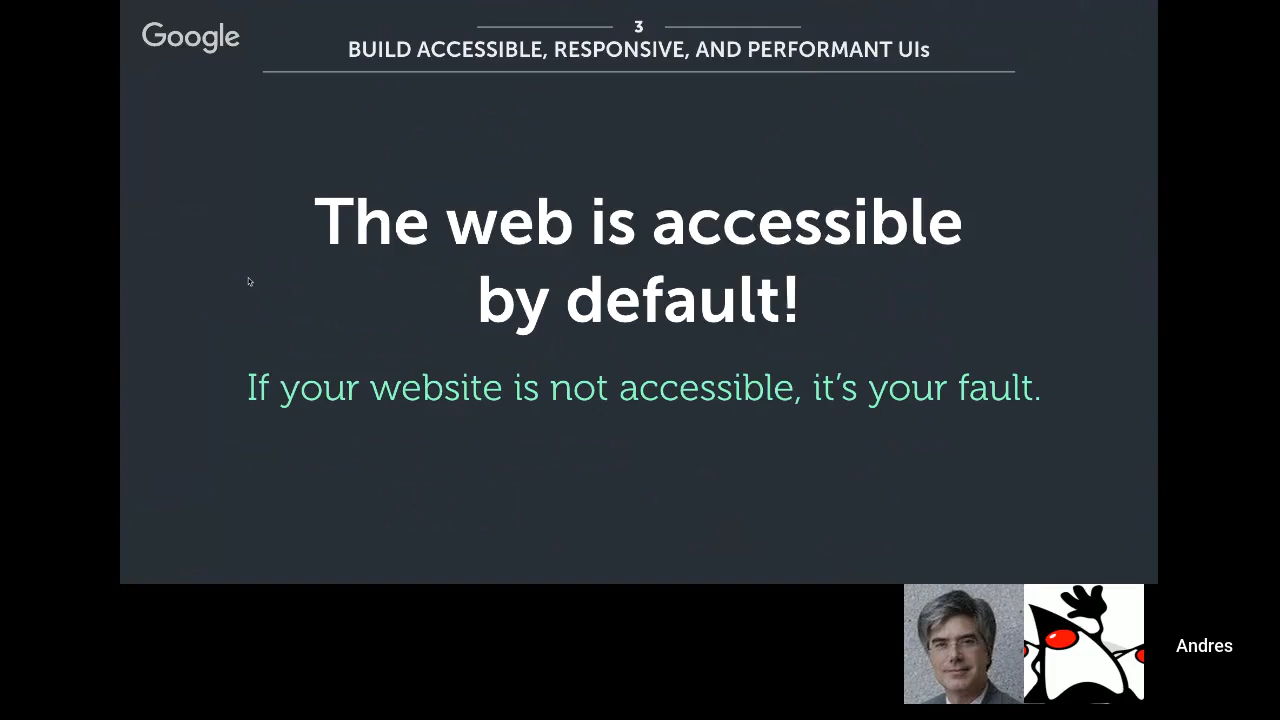 Google
3
BUILD ACCESSIBLE, RESPONSIVE, AND PERFORMANT UIs
The web is accessible
by default!
If your website is not accessible, it’s your fault.
Andres